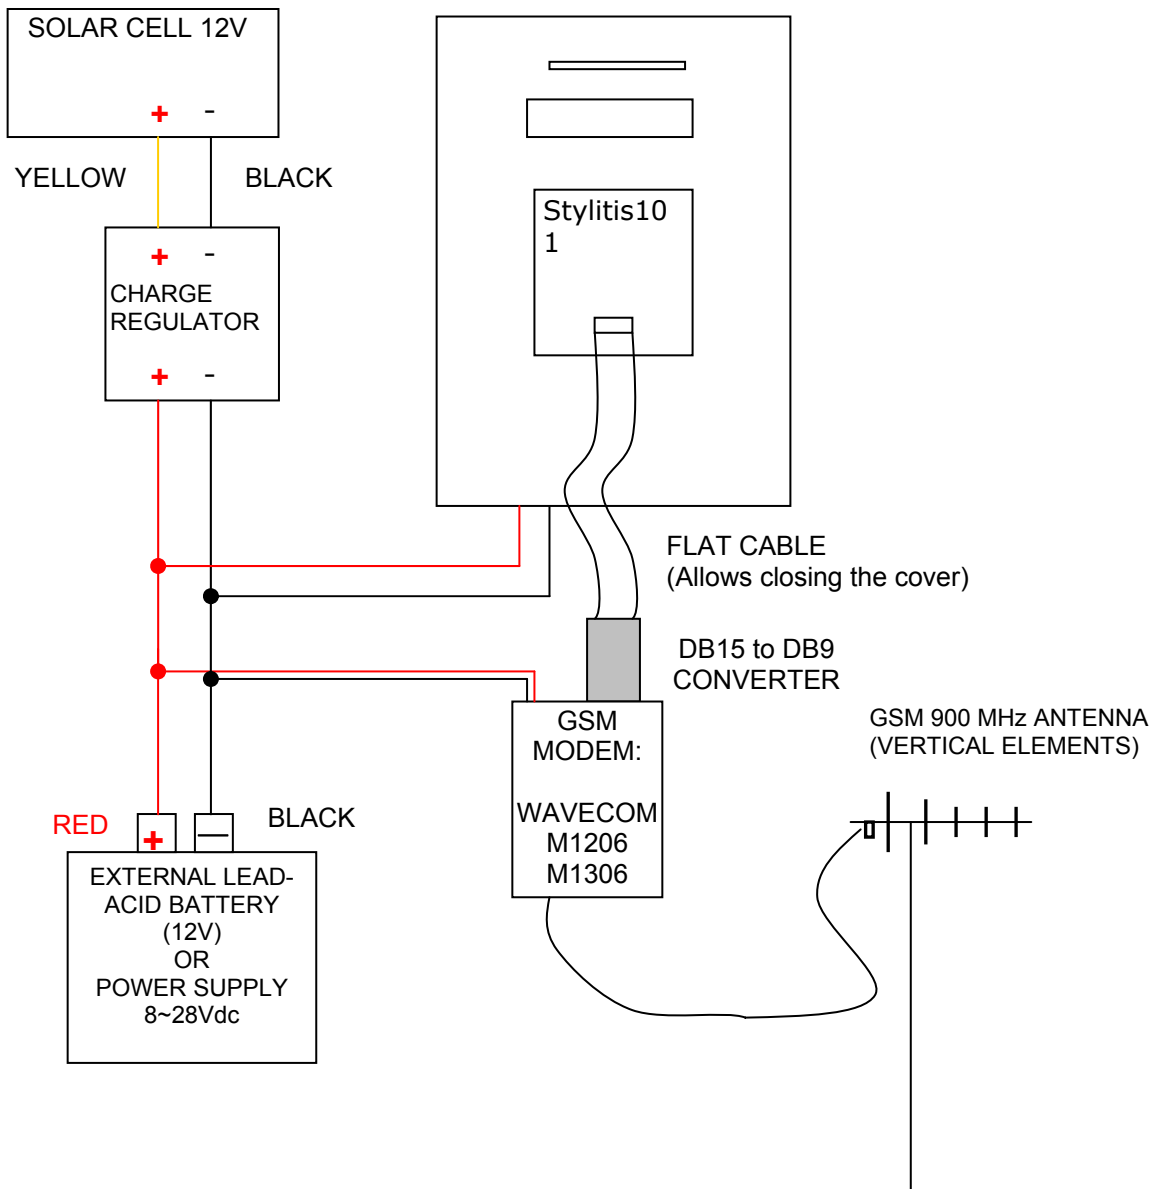 SOLAR CELL 12V
+ -
YELLOW BLACK
+ -
CHARGE
REGULATOR
+ -
Stylitis10
1
FLAT CABLE
(Allows closing the cover)
DB15 to DB9
CONVERTER
GSM
MODEM:
WAVECOM
M1206
M1306
GSM 900 MHz ANTENNA
(VERTICAL ELEMENTS)
RED BLACK
+ —
EXTERNAL LEAD-
ACID BATTERY
(12V)
OR
POWER SUPPLY
8~28Vdc